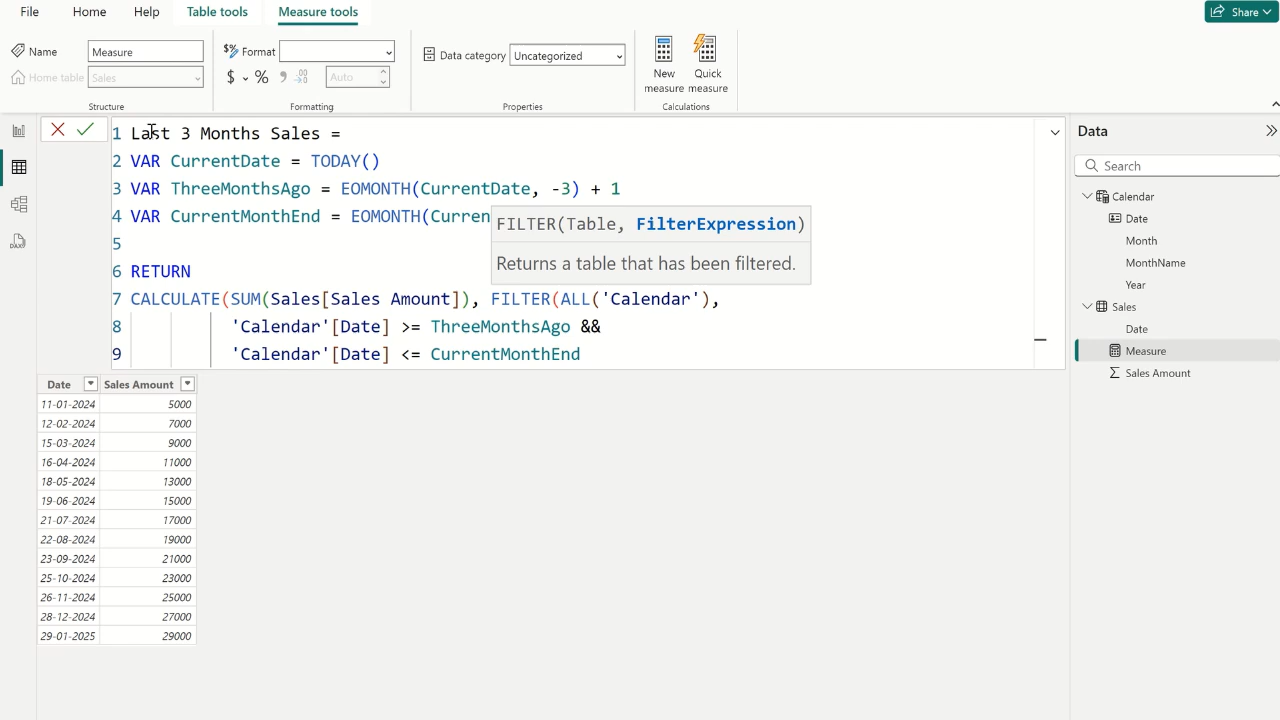 File Home Help Table tools Measure tools Share
Name Measure
Home table Sales
Structure
$% Format
$ % Auto
Formatting
Data category Uncategorized
Properties
New measure
Quick measure
Calculations
1 Last 3 Months Sales =
2 VAR CurrentDate = TODAY()
3 VAR ThreeMonthsAgo = EOMONTH(CurrentDate, -3) + 1
4 VAR CurrentMonthEnd = EOMONTH(Curren
5
6 RETURN
7 CALCULATE(SUM(Sales[Sales Amount]), FILTER(ALL('Calendar'),
8 'Calendar'[Date] >= ThreeMonthsAgo &&
9 'Calendar'[Date] <= CurrentMonthEnd
FILTER(Table, FilterExpression)
Returns a table that has been filtered.
Date Sales Amount
11-01-2024 5000
12-02-2024 7000
15-03-2024 9000
16-04-2024 11000
18-05-2024 13000
19-06-2024 15000
21-07-2024 17000
22-08-2024 19000
23-09-2024 21000
25-10-2024 23000
26-11-2024 25000
28-12-2024 27000
29-01-2025 29000
Data
Search
Calendar
Date
Month
MonthName
Year
Sales
Date
Measure
Sales Amount